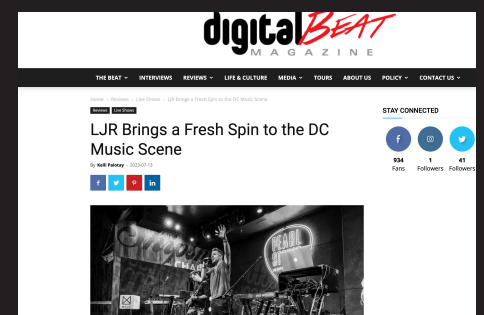 digitalBEAT
MAGAZINE
THE BEAT INTERVIEWS REVIEWS LIFE & CULTURE MEDIA TOURS ABOUT US POLICY CONTACT US
Home Reviews Live Shows LJR Brings a Fresh Spin to the DC Music Scene
Reviews Live Shows
LJR Brings a Fresh Spin to the DC
Music Scene
By Kelli Palotay - 2023-07-13
STAY CONNECTED
934 1 41
Fans Followers Followers
PEARL
ST